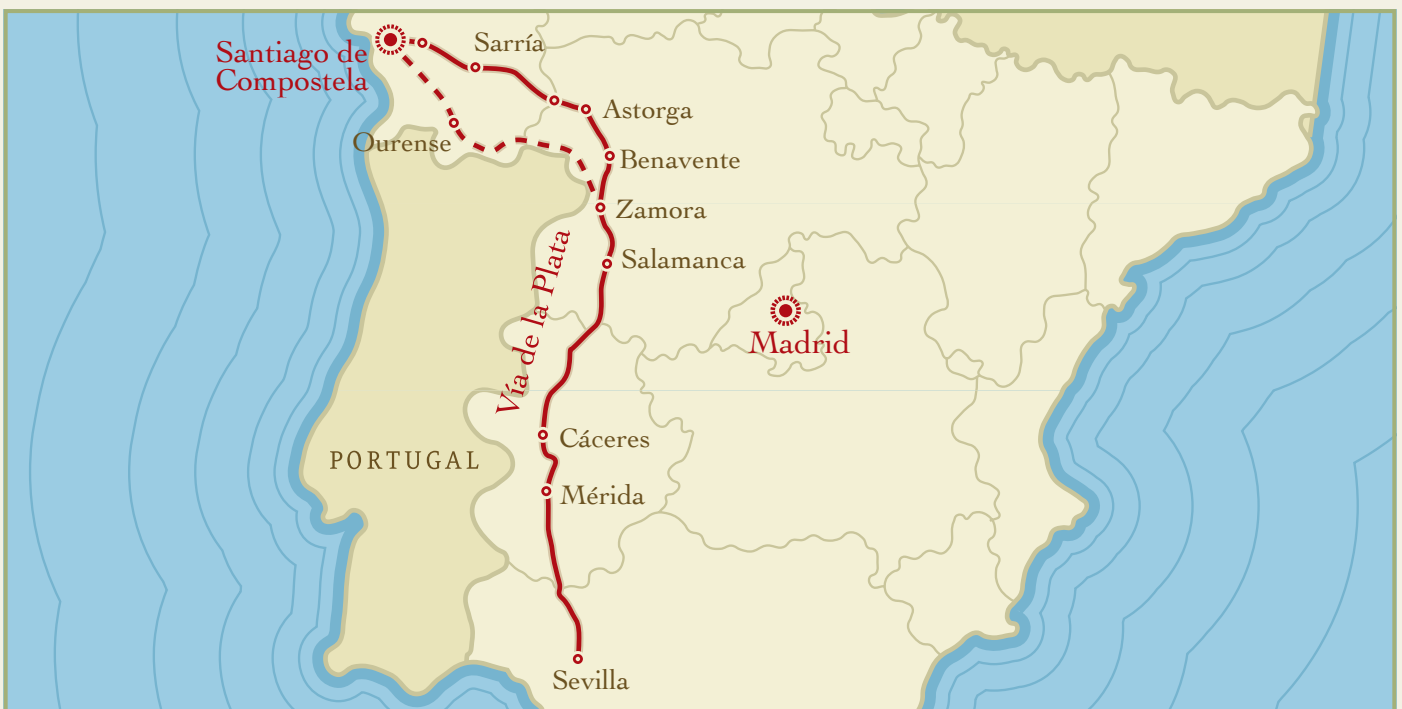 Santiago de
Compostela
Sarría
Astorga
Ourense
Benavente
Zamora
Salamanca
Vía de la Plata
Madrid
Cáceres
PORTUGAL
Mérida
Sevilla